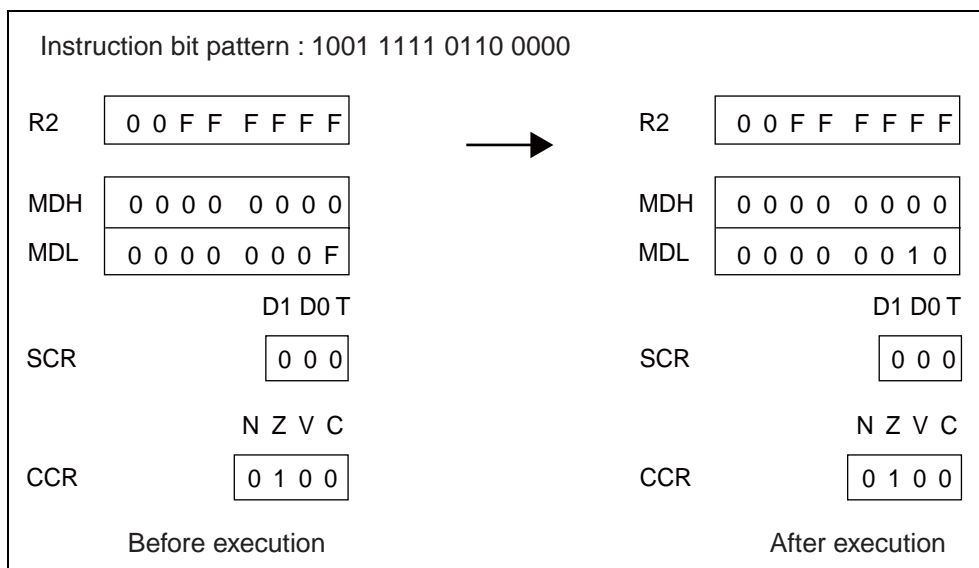 Instruction bit pattern : 1001 1111 0110 0000
R2 0 0 F F F F F F R2 0 0 F F F F F F
MDH 0 0 0 0 0 0 0 0 MDH 0 0 0 0 0 0 0 0
MDL 0 0 0 0 0 0 0 F MDL 0 0 0 0 0 0 1 0
D1 D0 T D1 D0 T
SCR 0 0 0 SCR 0 0 0
N Z V C N Z V C
CCR 0 1 0 0 CCR 0 1 0 0
Before execution After execution